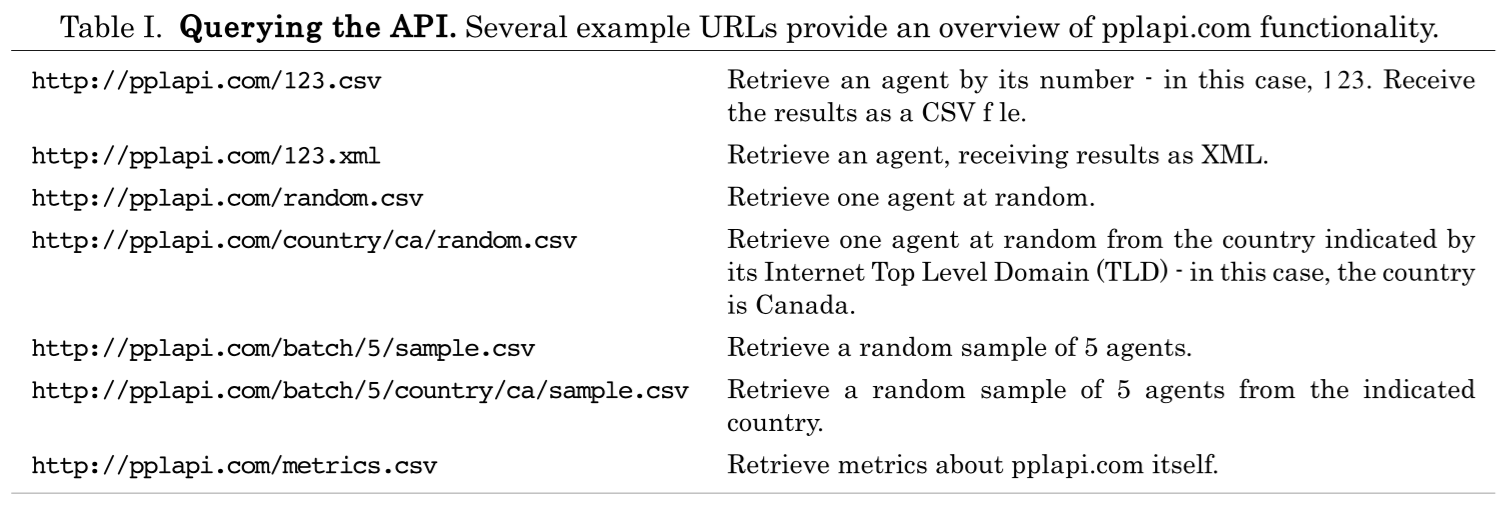 Table I. Querying the API. Several example URLs provide an overview of pplapi.com functionality.
http://pplapi.com/123.csv Retrieve an agent by its number - in this case, 123. Receive
the results as a CSV f le.
http://pplapi.com/123.xml Retrieve an agent, receiving results as XML.
http://pplapi.com/random.csv Retrieve one agent at random.
http://pplapi.com/country/ca/random.csv Retrieve one agent at random from the country indicated by
its Internet Top Level Domain (TLD) - in this case, the country
is Canada.
http://pplapi.com/batch/5/sample.csv Retrieve a random sample of 5 agents.
http://pplapi.com/batch/5/country/ca/sample.csv Retrieve a random sample of 5 agents from the indicated
country.
http://pplapi.com/metrics.csv Retrieve metrics about pplapi.com itself.